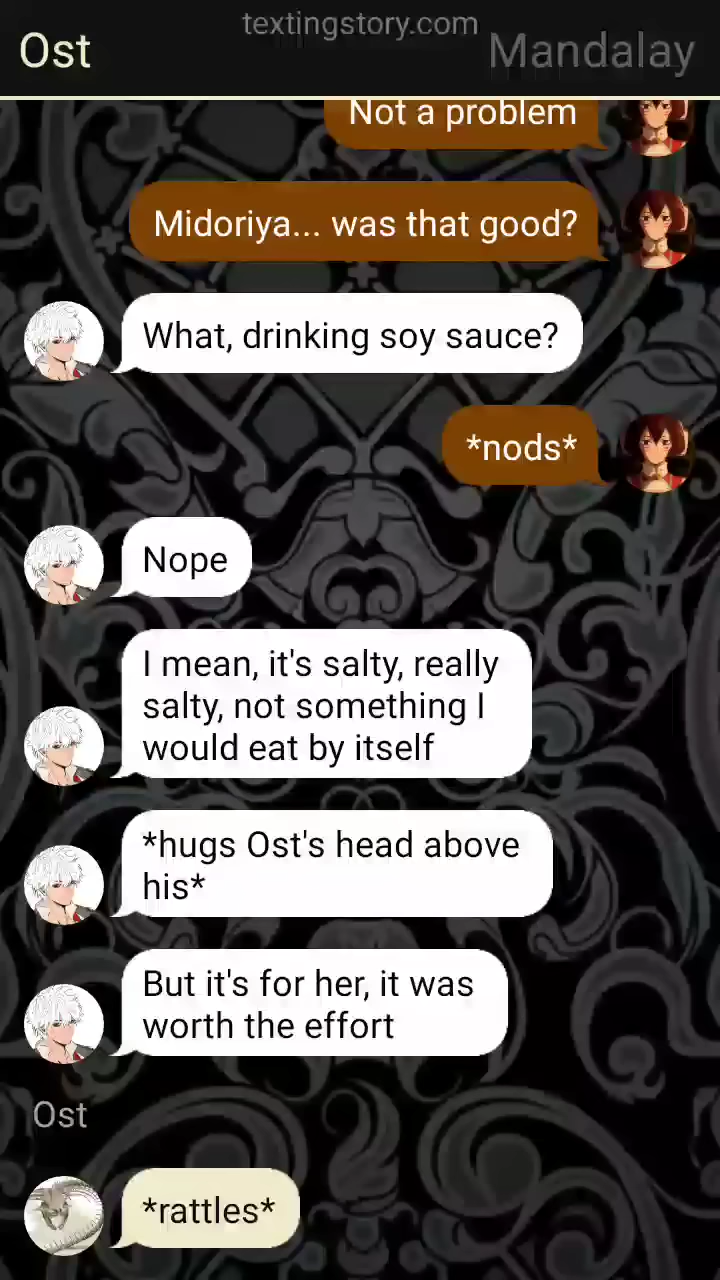 textingstory.com
Ost
Mandalay
Not a problem
Midoriya... was that good?
What, drinking soy sauce?
*nods*
Nope
I mean, it's salty, really
salty, not something I
would eat by itself
*hugs Ost's head above
his*
But it's for her, it was
worth the effort
Ost
*rattles*